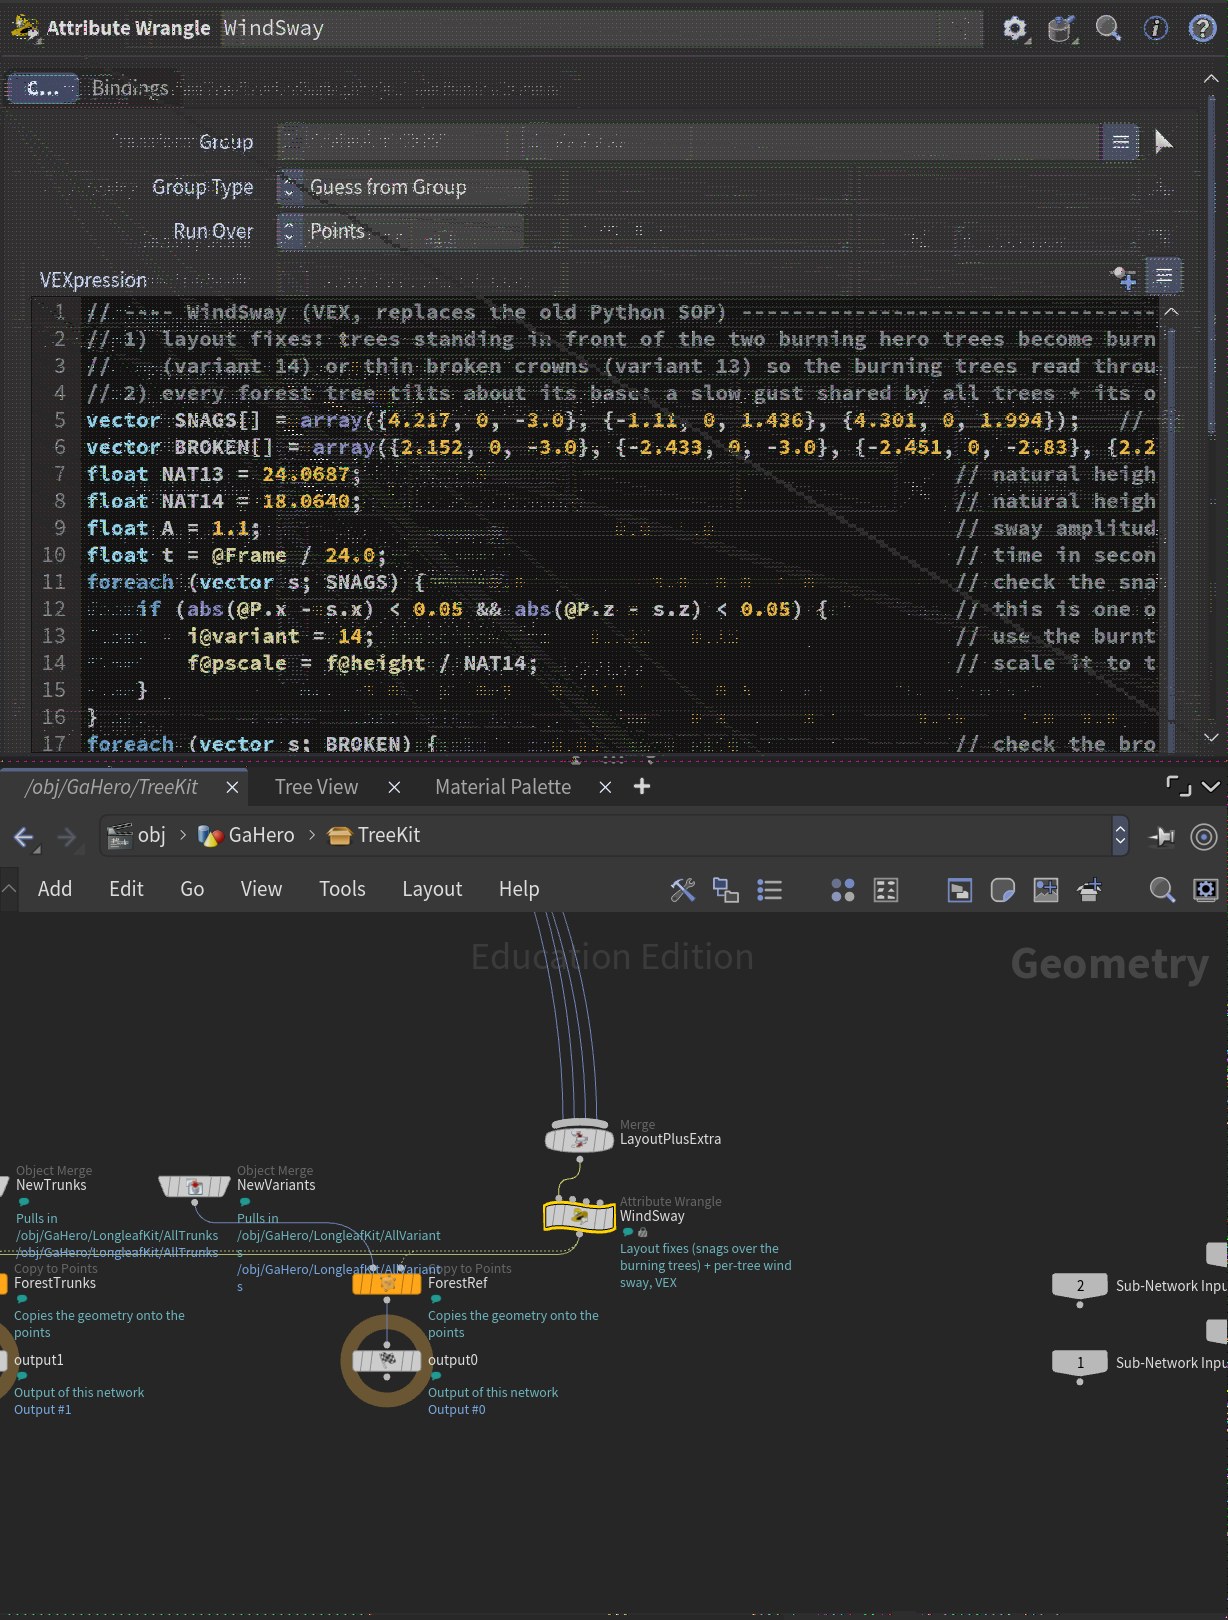 Attribute Wrangle WindSway
C... Bindings
Group
Group Type Guess from Group
Run Over Points
VEXpression
1 // ---- WindSway (VEX, replaces the old Python SOP) ----------------------------------
2 // 1) layout fixes: trees standing in front of the two burning hero trees become burn
3 // (variant 14) or thin broken crowns (variant 13) so the burning trees read throu
4 // 2) every forest tree tilts about its base: a slow gust shared by all trees + its o
5 vector SNAGS[] = array({4.217, 0, -3.0}, {-1.11, 0, 1.436}, {4.301, 0, 1.994}); //
6 vector BROKEN[] = array({2.152, 0, -3.0}, {-2.433, 0, -3.0}, {-2.451, 0, -2.83}, {2.2
7 float NAT13 = 24.0687; // natural heigh
8 float NAT14 = 18.0640; // natural heigh
9 float A = 1.1; // sway amplitud
10 float t = @Frame / 24.0; // time in secon
11 foreach (vector s; SNAGS) { // check the sna
12 if (abs(@P.x - s.x) < 0.05 && abs(@P.z - s.z) < 0.05) { // this is one o
13 i@variant = 14; // use the burnt
14 f@pscale = f@height / NAT14; // scale it to t
15 }
16 }
17 foreach (vector s; BROKEN) { // check the bro
/obj/GaHero/TreeKit Tree View Material Palette
obj GaHero TreeKit
Add Edit Go View Tools Layout Help
Education Edition
Geometry
Merge
LayoutPlusExtra
Object Merge
NewTrunks
Pulls in
/obj/GaHero/LongleafKit/AllTrunks
/obj/GaHero/LongleafKit/AllTrunks
Object Merge
NewVariants
Pulls in
/obj/GaHero/LongleafKit/AllVariant
s
/obj/GaHero/LongleafKit/AllVariant
s
Attribute Wrangle
WindSway
Layout fixes (snags over the
burning trees) + per-tree wind
sway, VEX
Copy to Points
ForestTrunks
Copies the geometry onto the
points
Copy to Points
ForestRef
Copies the geometry onto the
points
output1
Output of this network
Output #1
output0
Output of this network
Output #0
2 Sub-Network Inpu
1 Sub-Network Inpu